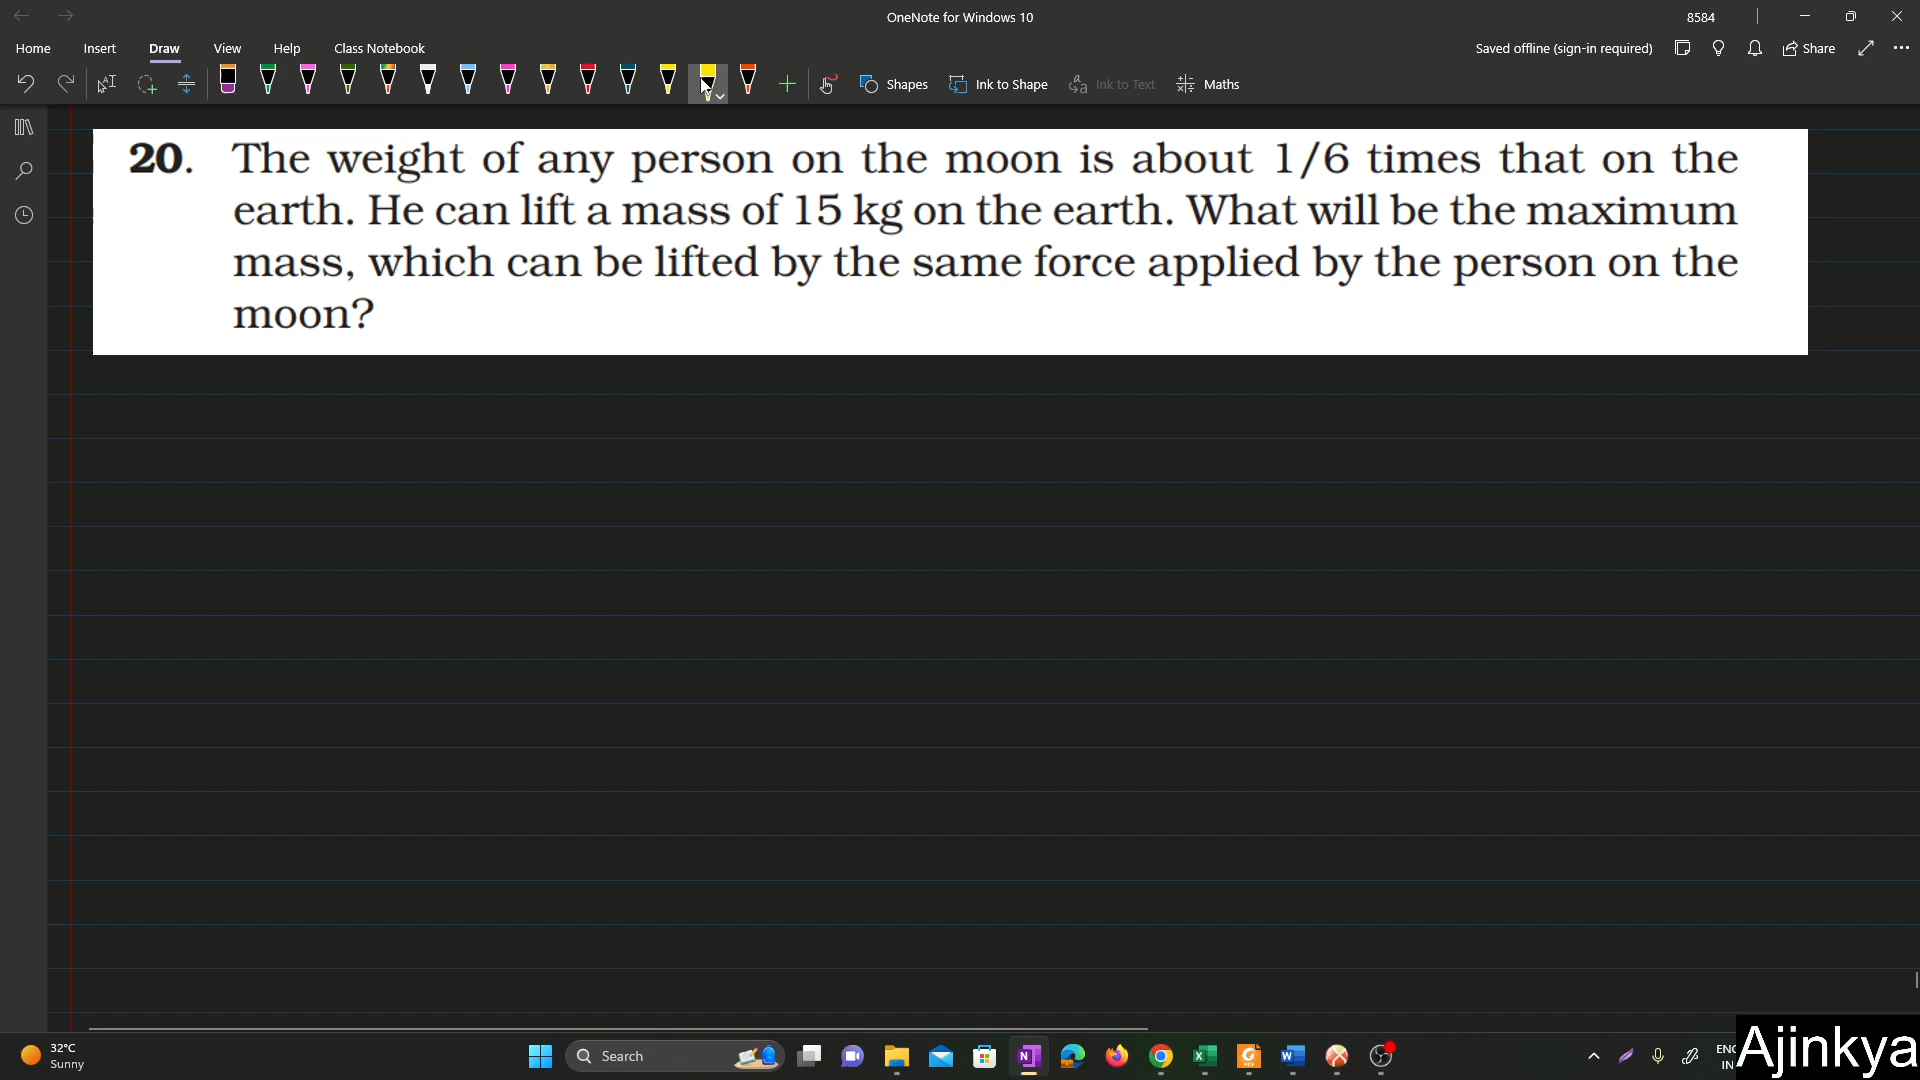 OneNote for Windows 10
8584
Home Insert Draw View Help Class Notebook
Saved offline (sign-in required)
Share
Shapes
Ink to Shape
Ink to Text
Maths
20. The weight of any person on the moon is about 1/6 times that on the
earth. He can lift a mass of 15 kg on the earth. What will be the maximum
mass, which can be lifted by the same force applied by the person on the
moon?
32°C
Sunny
Search
ENG
IN
Ajinkya